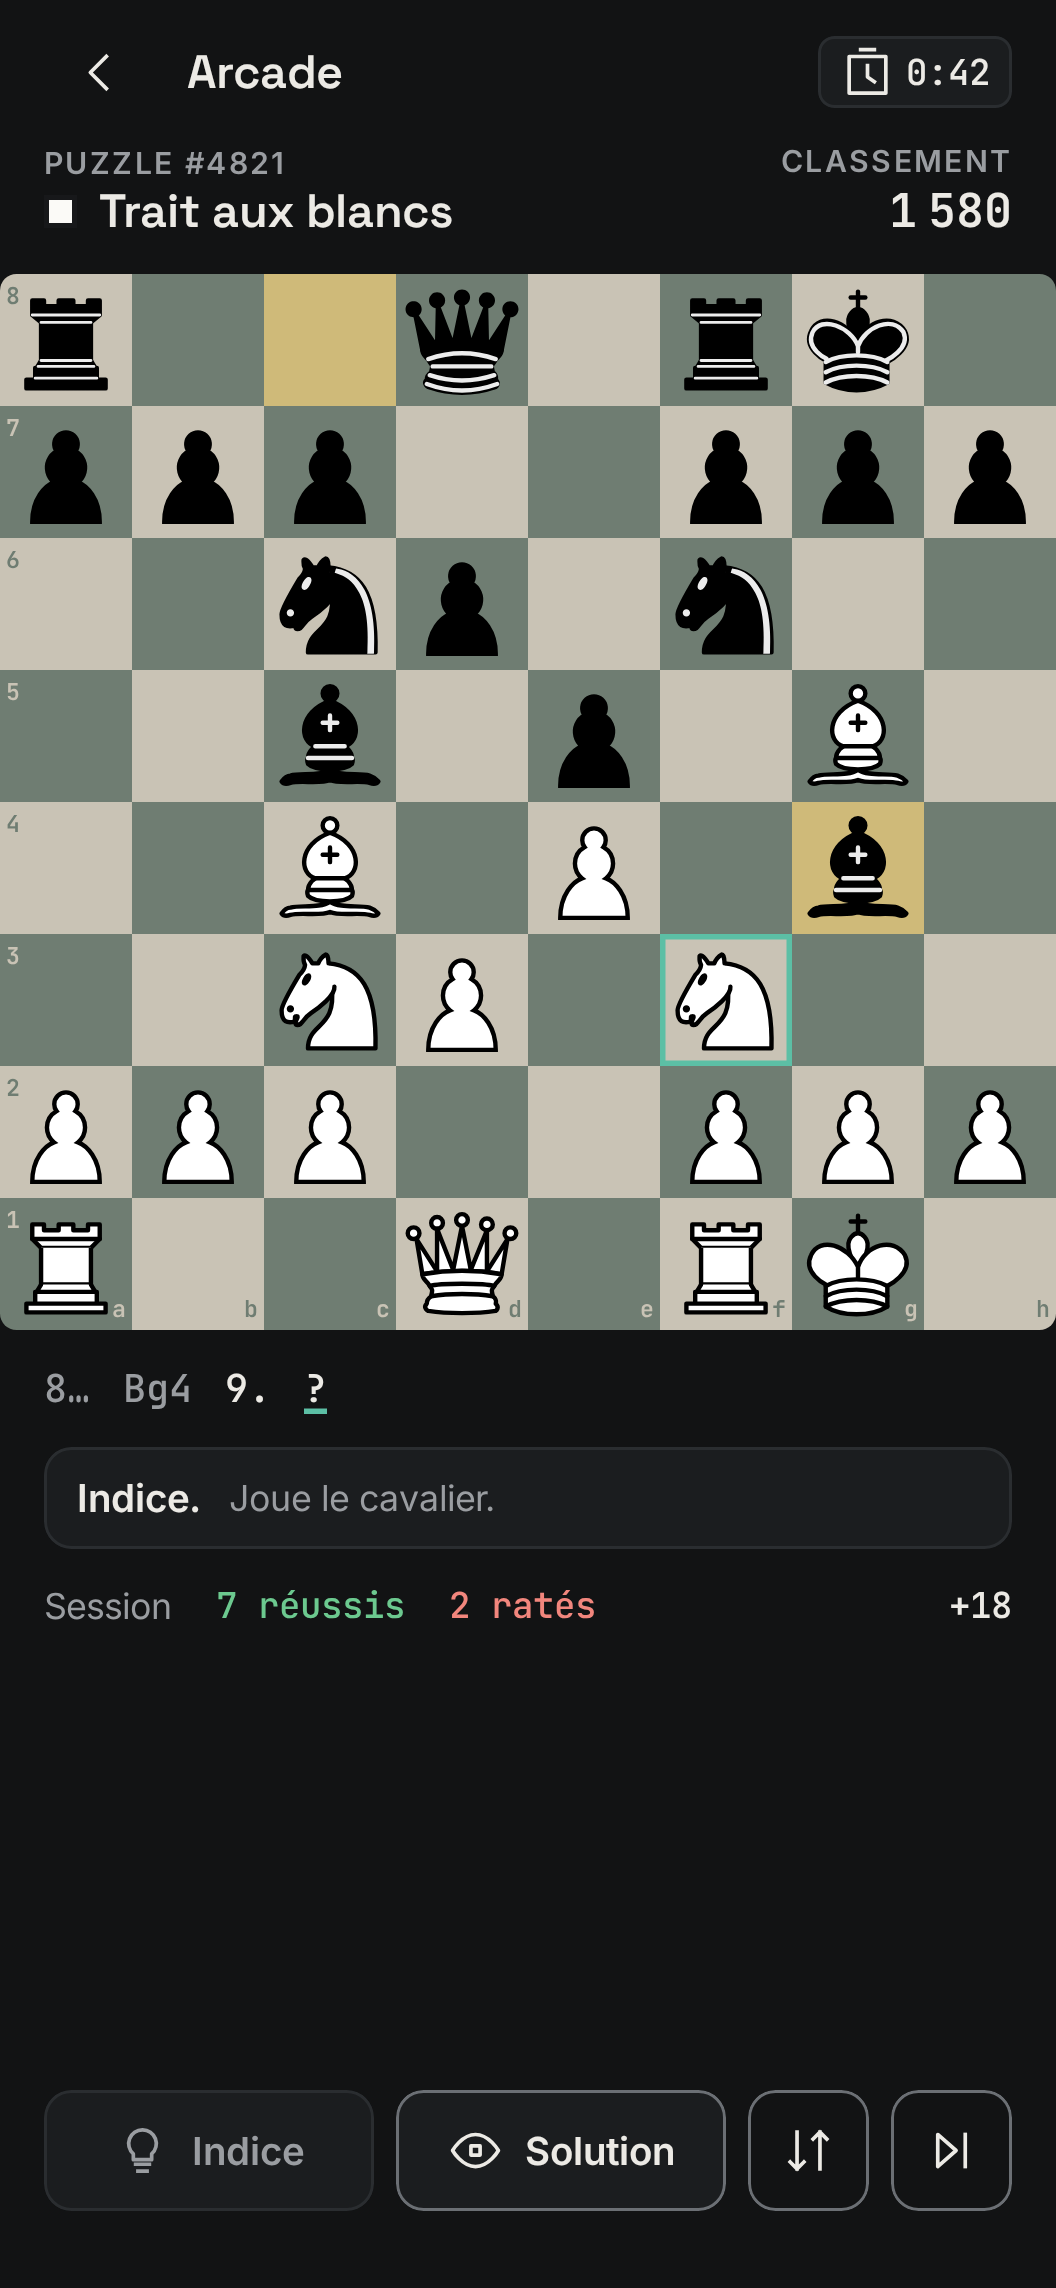 Arcade
0:42
PUZZLE #4821
CLASSEMENT
Trait aux blancs
1 580
8
7
6
5
4
3
2
1
a b c d e f g h
8… Bg4 9. ?
Indice. Joue le cavalier.
Session 7 réussis 2 ratés +18
Indice
Solution